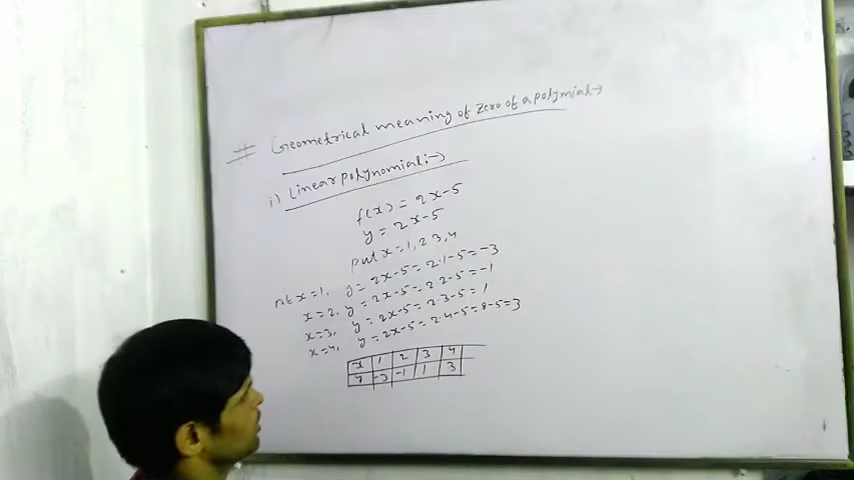 # Geometrical meaning of Zero of a polymial:→
i) Linear polynomial:→
f(x) = 2x-5
y = 2x-5
put x = 1, 2 3, 4
at x = 1, y = 2x-5 = 2·1-5 = -3
x = 2, y = 2x-5 = 2·2-5 = -1
x = 3, y = 2x-5 = 2·3-5 = 1
x = 4, y = 2x-5 = 2·4-5 = 8-5 = 3
x 1 2 3 4
y -3 -1 1 3